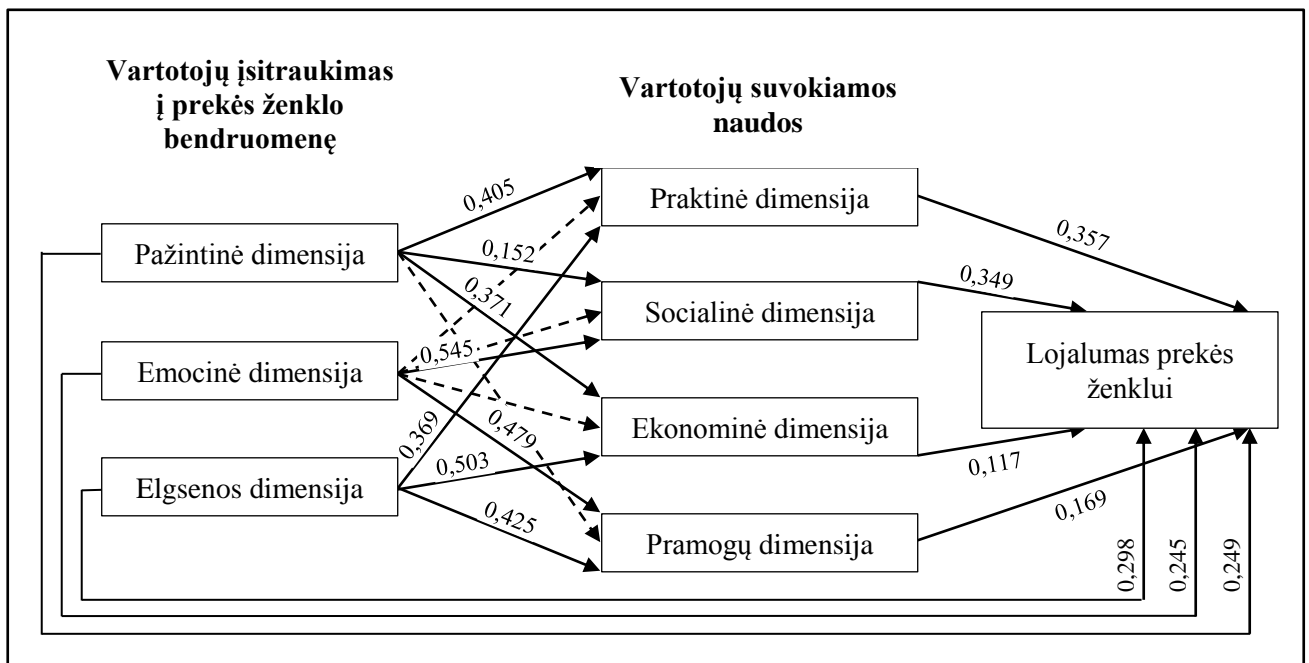 Vartotojų įsitraukimas
į prekės ženklo
bendruomenę
Vartotojų suvokiamos
naudos
Pažintinė dimensija
Emocinė dimensija
Elgsenos dimensija
0,405
0,152
0,371
0,545
0,369
0,479
0,503
0,425
Praktinė dimensija
Socialinė dimensija
Ekonominė dimensija
Pramogų dimensija
0,357
0,349
0,117
0,169
Lojalumas prekės
ženklui
0,298
0,245
0,249